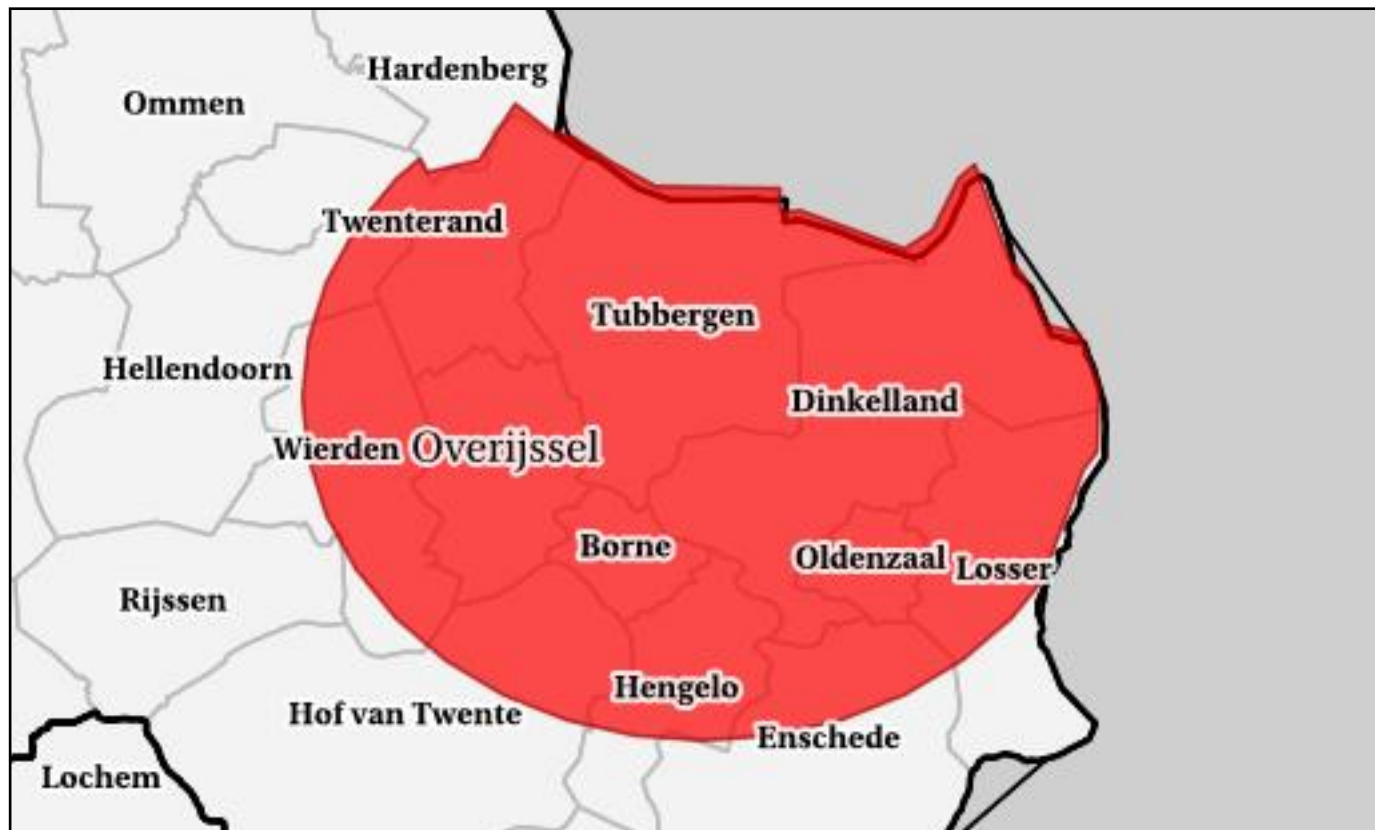 Hardenberg
Ommen
Twenterand
Tubbergen
Hellendoorn
Dinkelland
Wierden
Overijssel
Borne
Oldenzaal
Losser
Rijssen
Hengelo
Hof van Twente
Enschede
Lochem